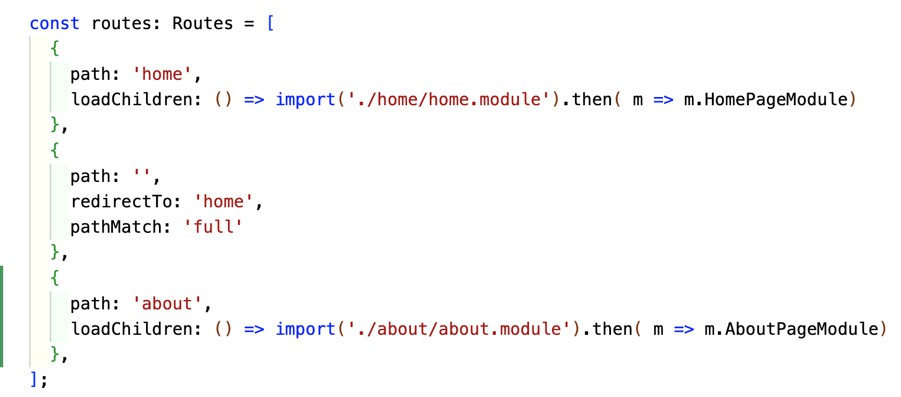 const routes: Routes = [
  {
    path: 'home',
    loadChildren: () => import('./home/home.module').then( m => m.HomePageModule)
  },
  {
    path: '',
    redirectTo: 'home',
    pathMatch: 'full'
  },
  {
    path: 'about',
    loadChildren: () => import('./about/about.module').then( m => m.AboutPageModule)
  },
];